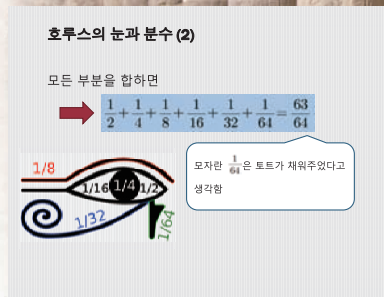 호루스의 눈과 분수 (2)
모든 부분을 합하면
1/2 + 1/4 + 1/8 + 1/16 + 1/32 + 1/64 = 63/64
모자란 1/64은 토트가 채워주었다고
생각함
1/8
1/16 1/4 1/2
1/32
1/64